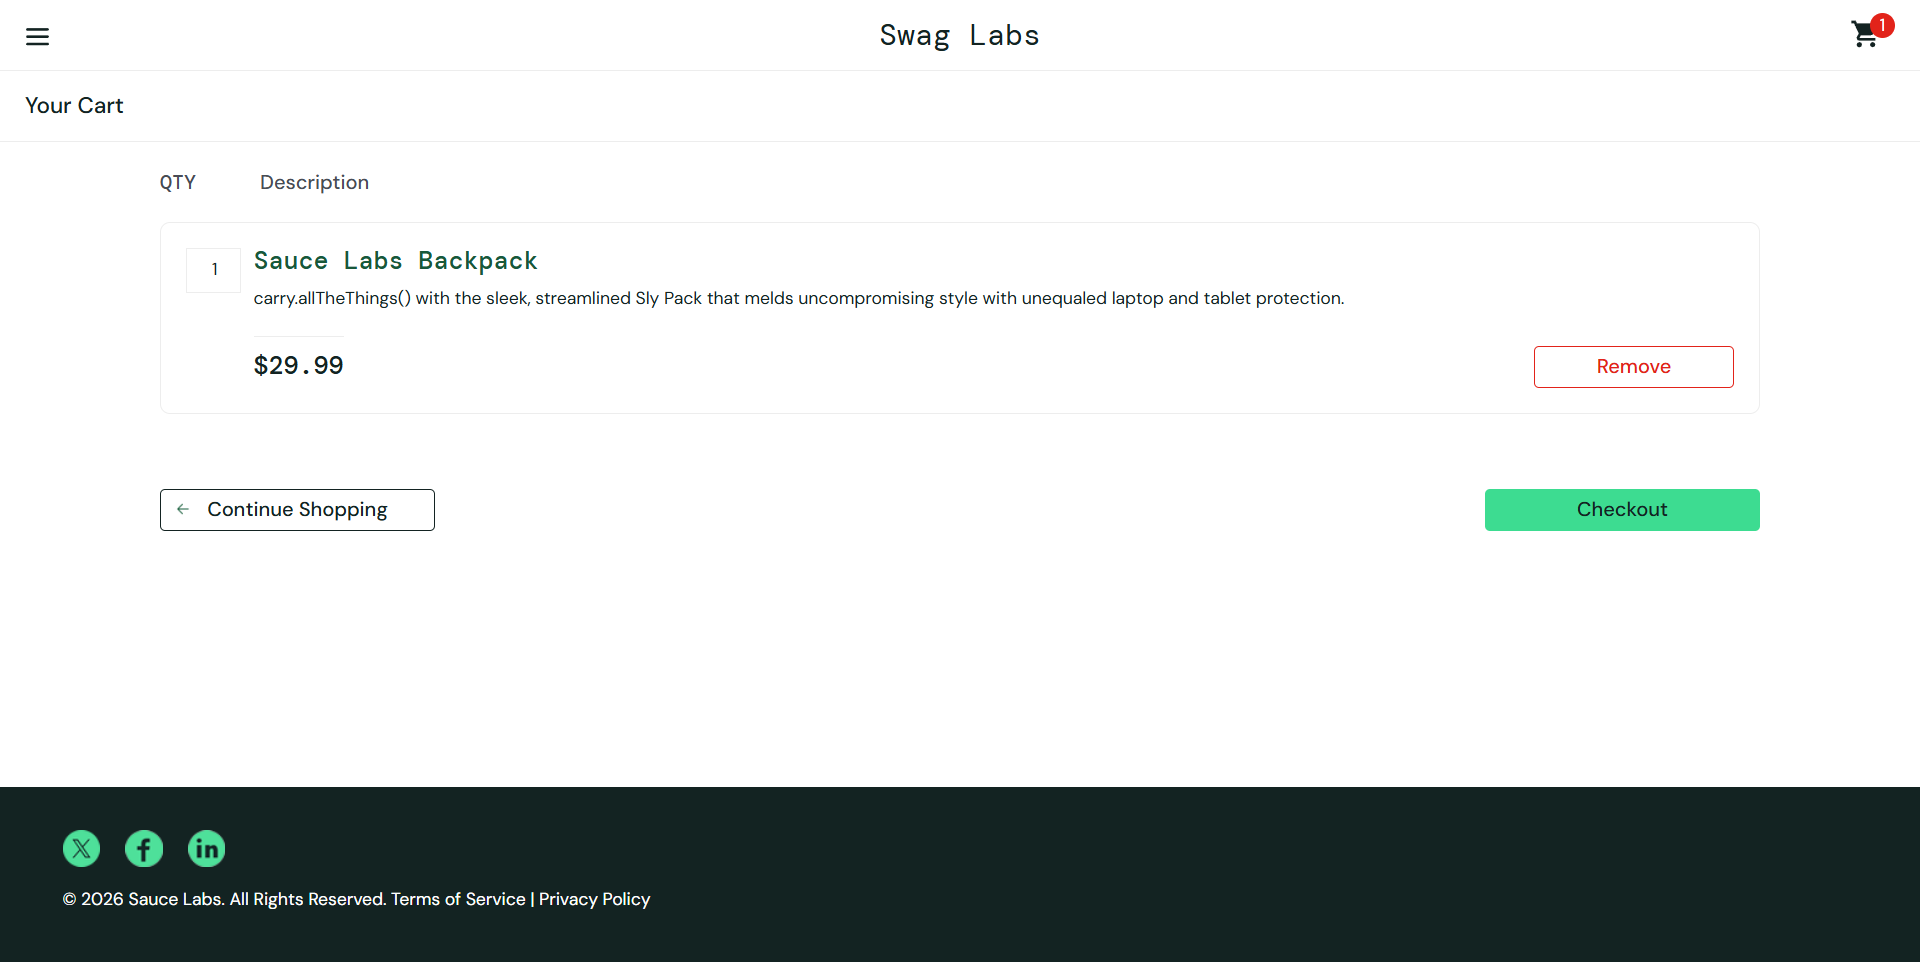 Swag Labs
1
Your Cart
QTY Description
1
Sauce Labs Backpack
carry.allTheThings() with the sleek, streamlined Sly Pack that melds uncompromising style with unequaled laptop and tablet protection.
$29.99
Remove
Continue Shopping
Checkout
© 2026 Sauce Labs. All Rights Reserved. Terms of Service | Privacy Policy